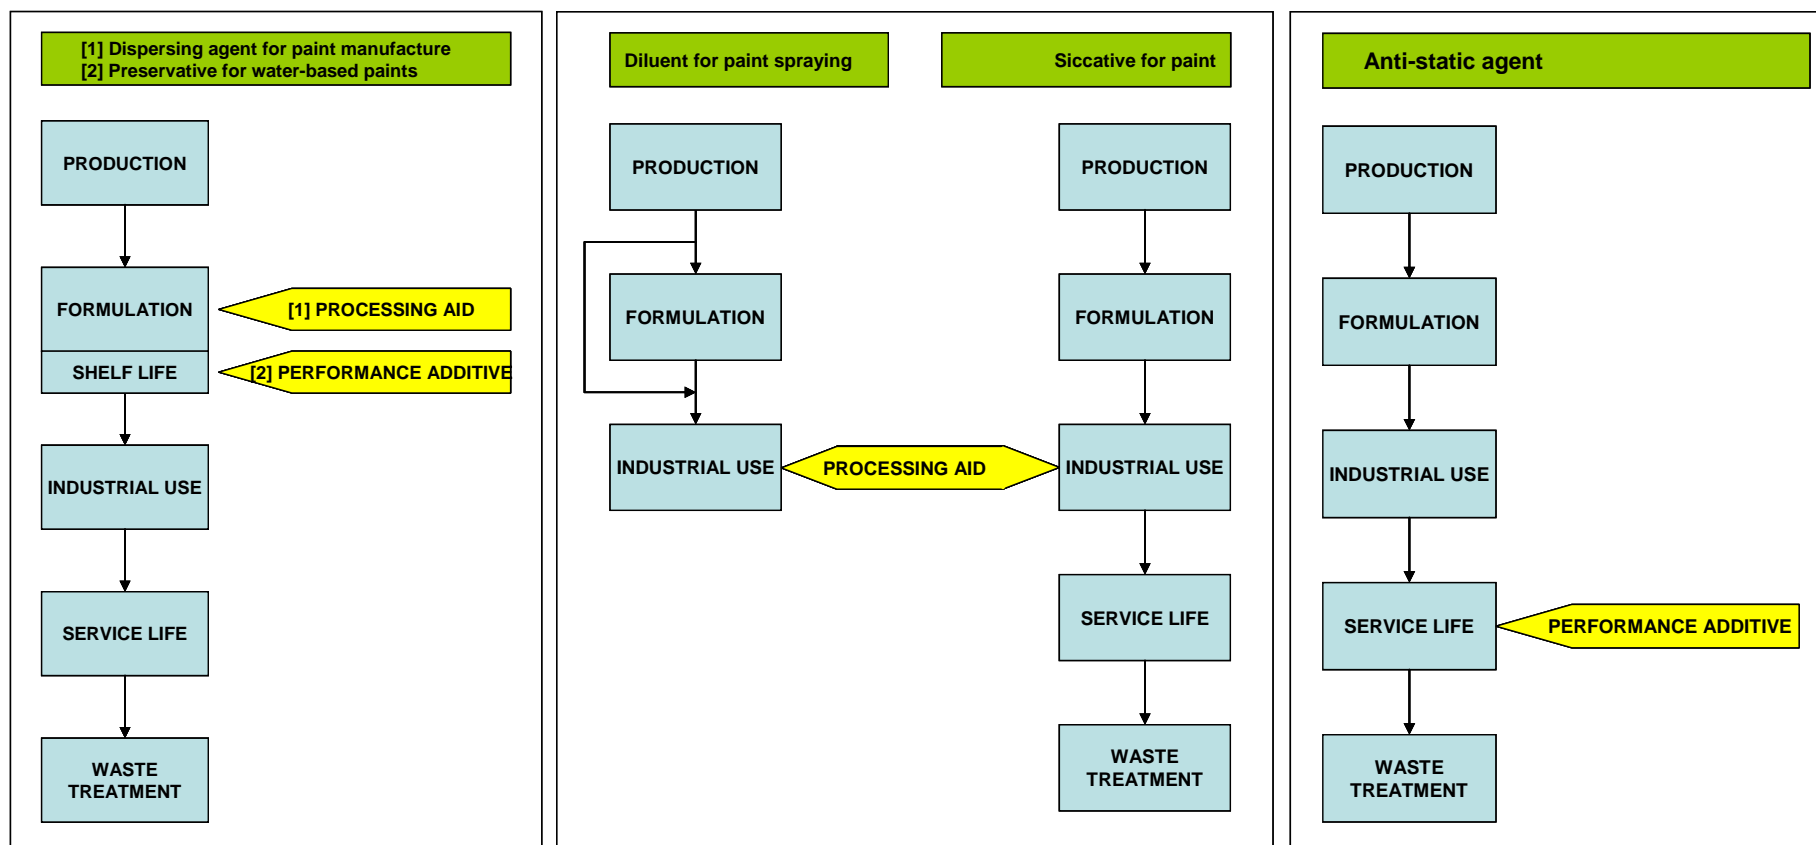 [1] Dispersing agent for paint manufacture
[2] Preservative for water-based paints
PRODUCTION
FORMULATION
[1] PROCESSING AID
SHELF LIFE
[2] PERFORMANCE ADDITIVE
INDUSTRIAL USE
SERVICE LIFE
WASTE
TREATMENT
Diluent for paint spraying
PRODUCTION
FORMULATION
INDUSTRIAL USE
PROCESSING AID
Siccative for paint
PRODUCTION
FORMULATION
INDUSTRIAL USE
SERVICE LIFE
WASTE
TREATMENT
Anti-static agent
PRODUCTION
FORMULATION
INDUSTRIAL USE
SERVICE LIFE
PERFORMANCE ADDITIVE
WASTE
TREATMENT